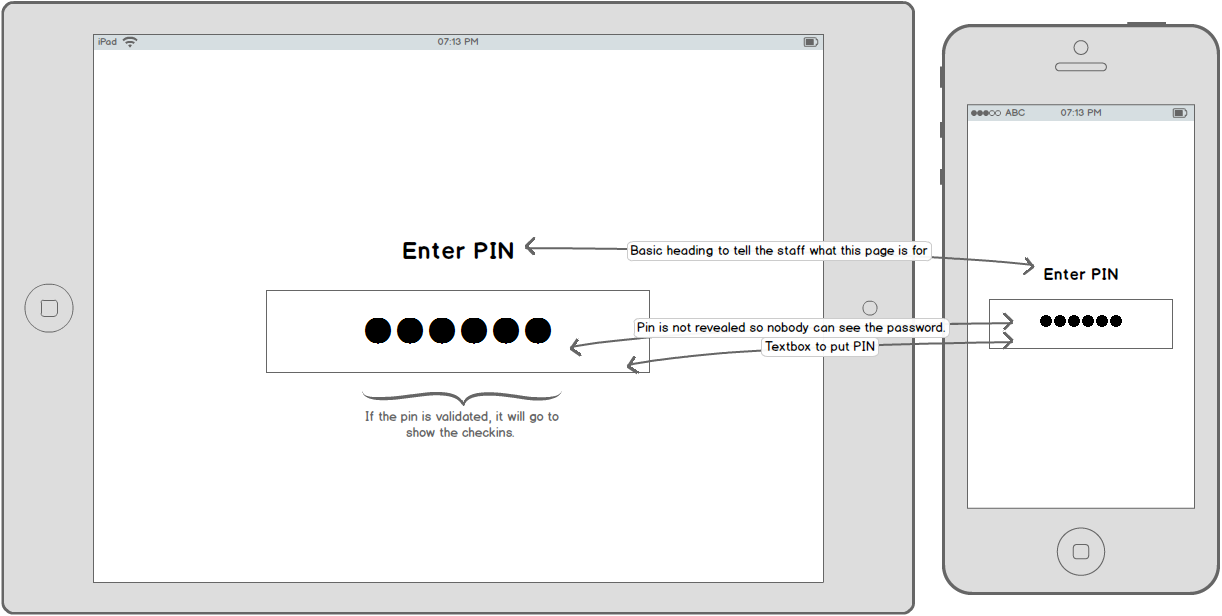 iPad 07:13 PM
ABC 07:13 PM
Enter PIN
Basic heading to tell the staff what this page is for
Enter PIN
Pin is not revealed so nobody can see the password.
Textbox to put PIN
If the pin is validated, it will go to
show the checkins.